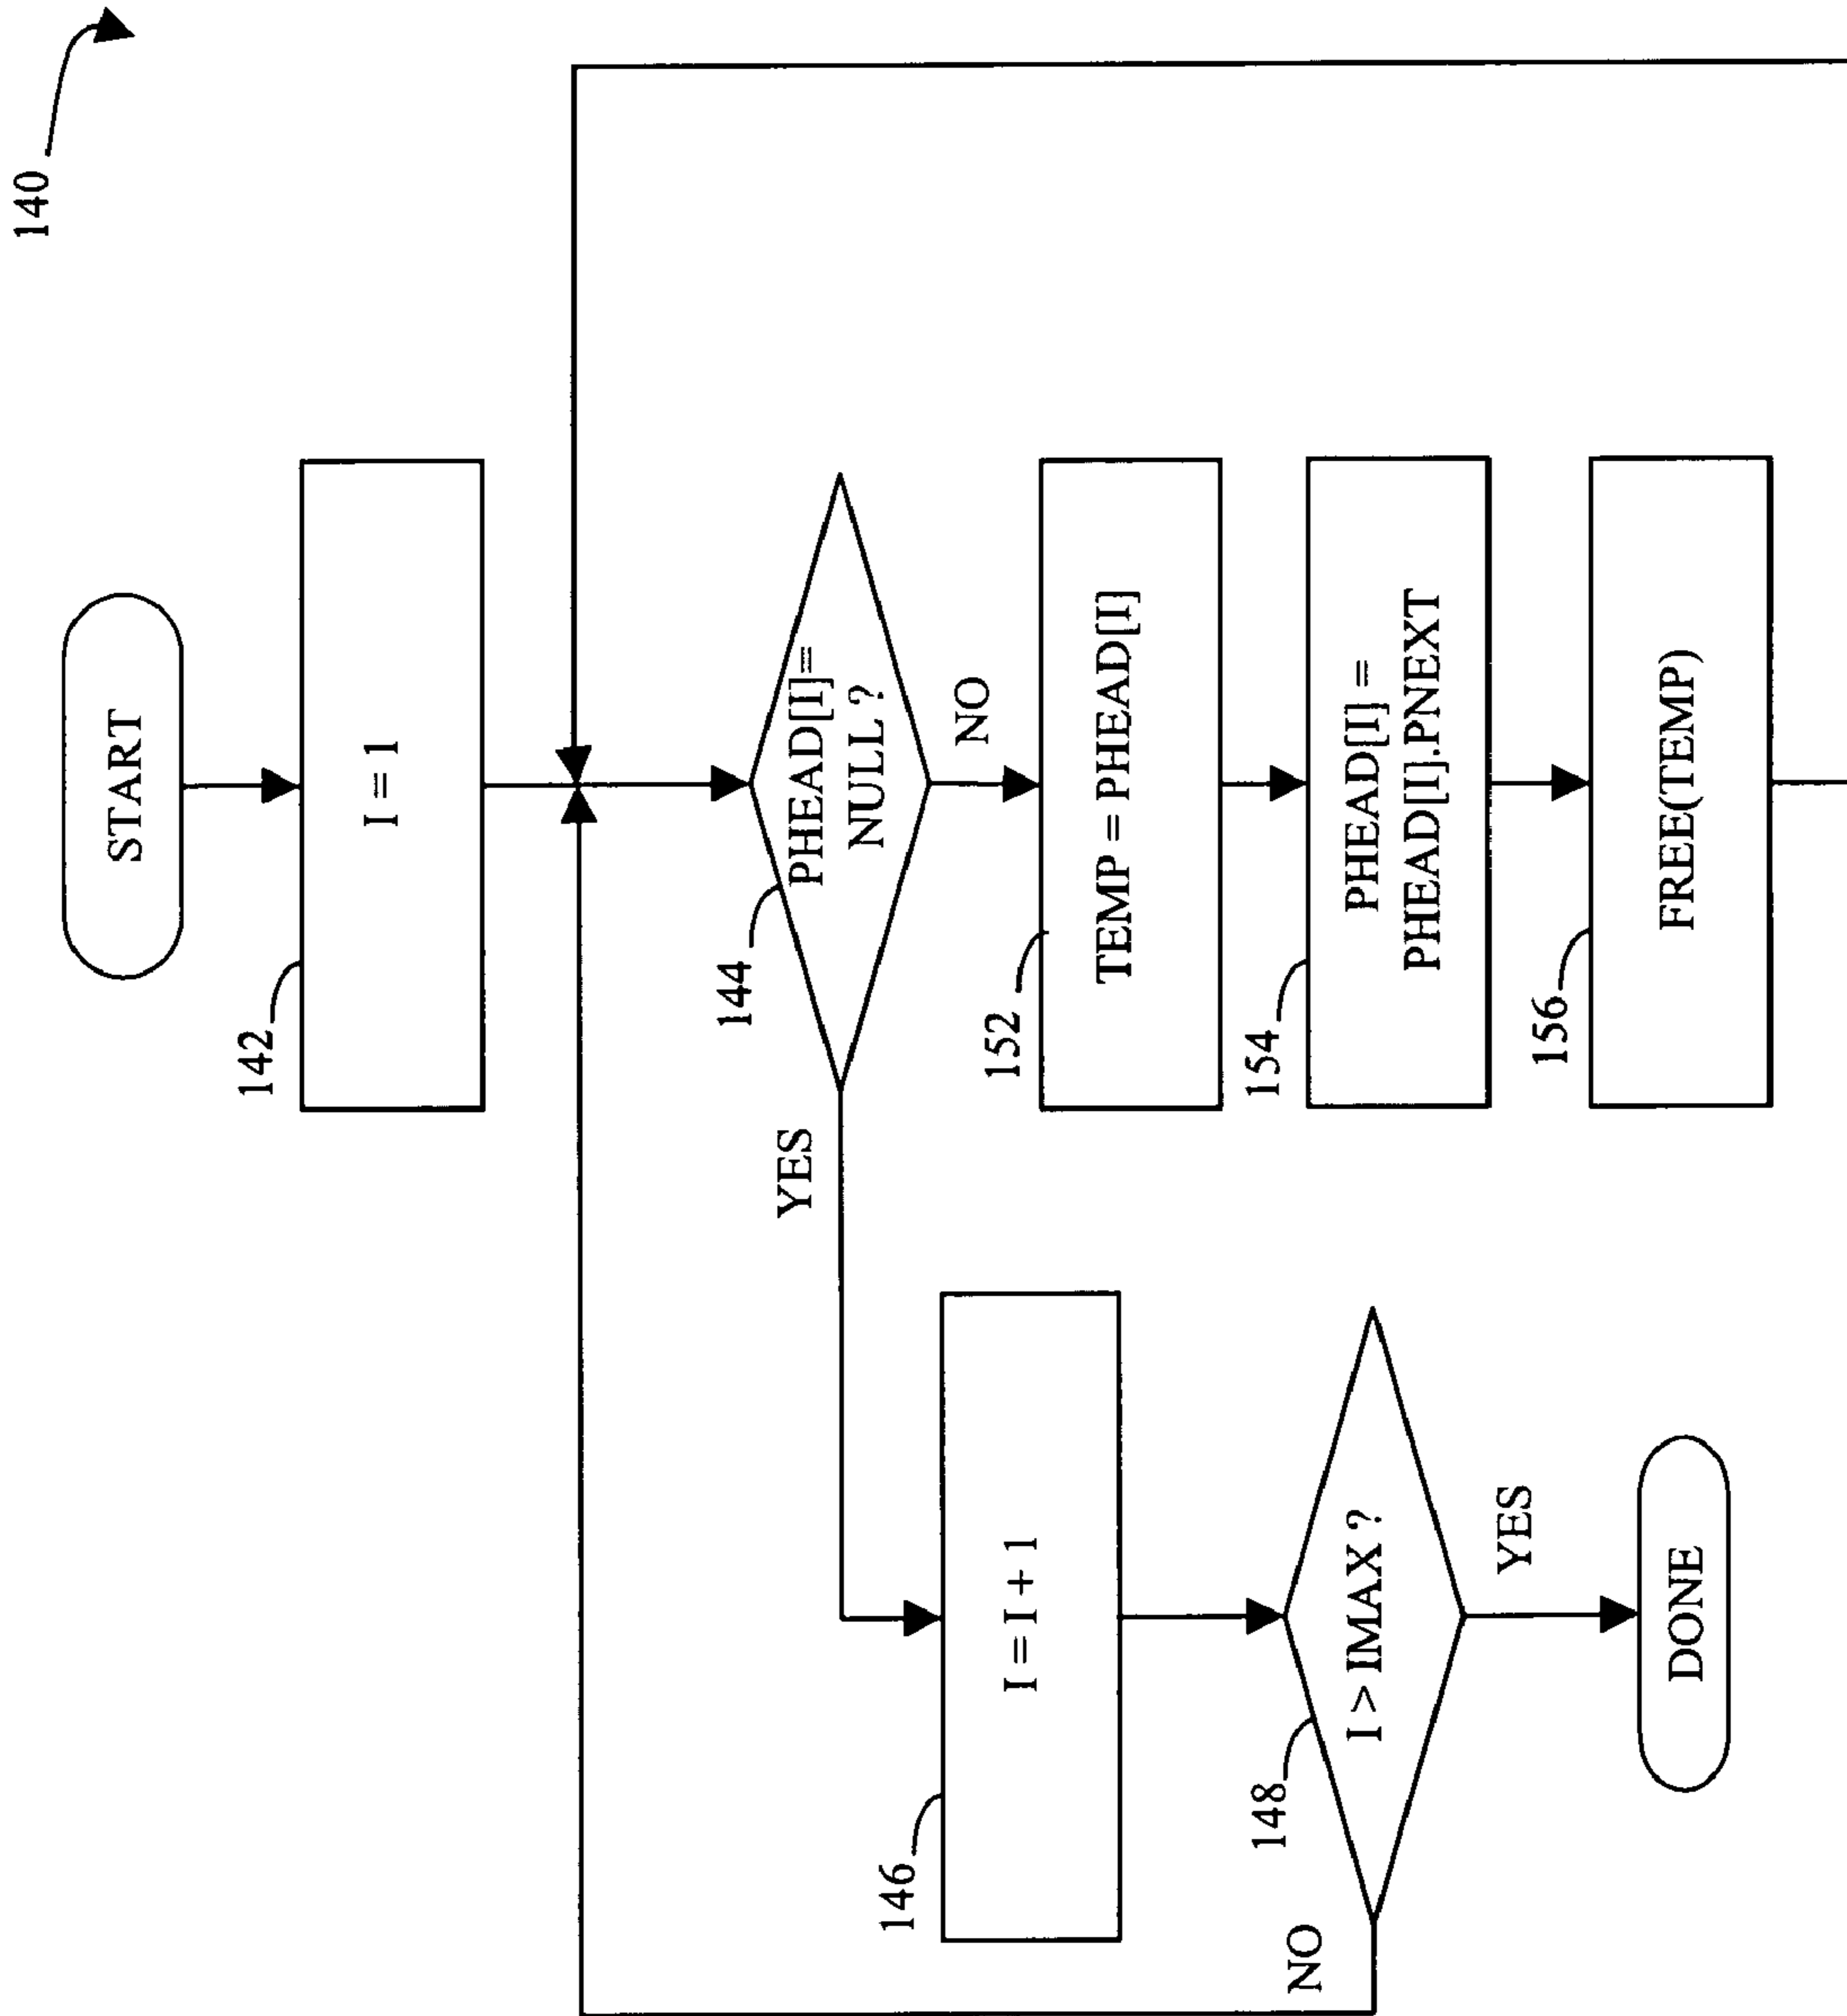 140
START
142
I = 1
144
PHEAD[I] =
NULL ?
YES
NO
146
I = I + 1
148
I > IMAX ?
NO
YES
DONE
152
TEMP = PHEAD[I]
154
PHEAD[I] =
PHEAD[I].PNEXT
156
FREE(TEMP)